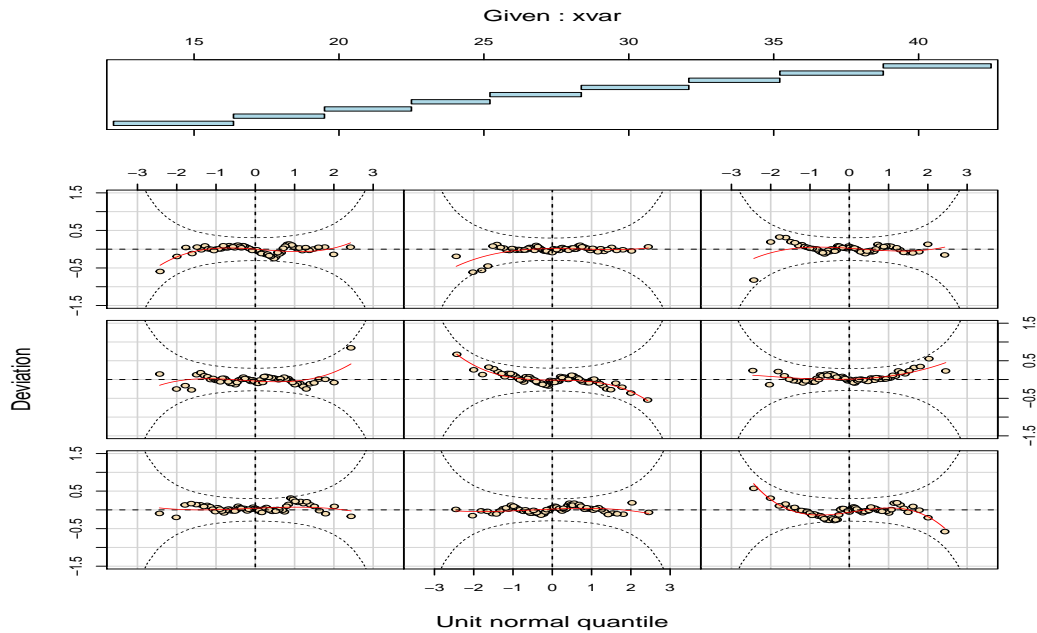 Given : xvar
15 20 25 30 35 40
−3 −2 −1 0 1 2 3 −3 −2 −1 0 1 2 3
−1.5 −0.5 0.5 1.5
−1.5 −0.5 0.5 1.5
−1.5 −0.5 0.5 1.5
Deviation
−3 −2 −1 0 1 2 3
Unit normal quantile